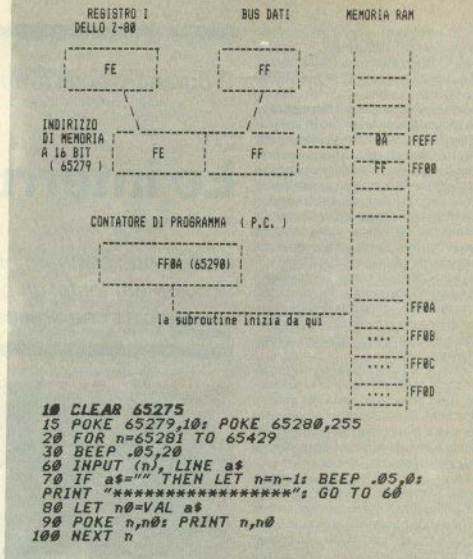 REGISTRO I DELLO Z-80
BUS DATI
MEMORIA RAM
FE
FF
INDIRIZZO DI MEMORIA A 16 BIT ( 65279 )
FE
FF
0A FEFF
FF FF00
CONTATORE DI PROGRAMMA ( P.C. )
FF0A (65290)
la subroutine inizia da qui
FF0A
.... FF0B
.... FF0C
.... FF0D
10 CLEAR 65275
15 POKE 65279,10: POKE 65280,255
20 FOR n=65281 TO 65429
30 BEEP .05,20
60 INPUT (n), LINE a$
70 IF a$="" THEN LET n=n-1: BEEP .05,0:
PRINT "*****************": GO TO 60
80 LET n0=VAL a$
90 POKE n,n0: PRINT n,n0
100 NEXT n